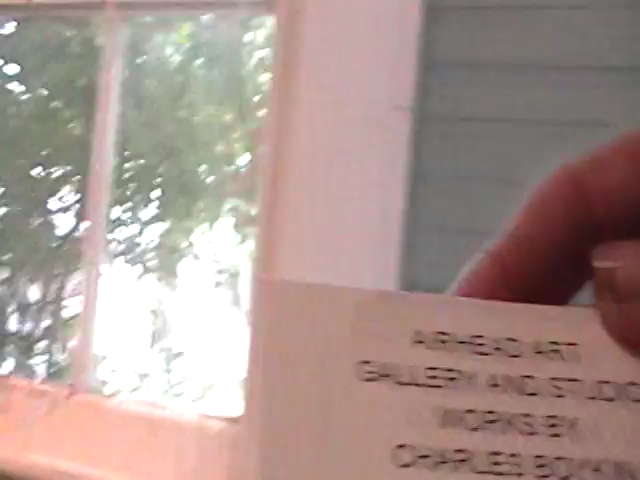 AIRHEAD ART
GALLERY AND STUDIO
WORKS BY
CHARLES